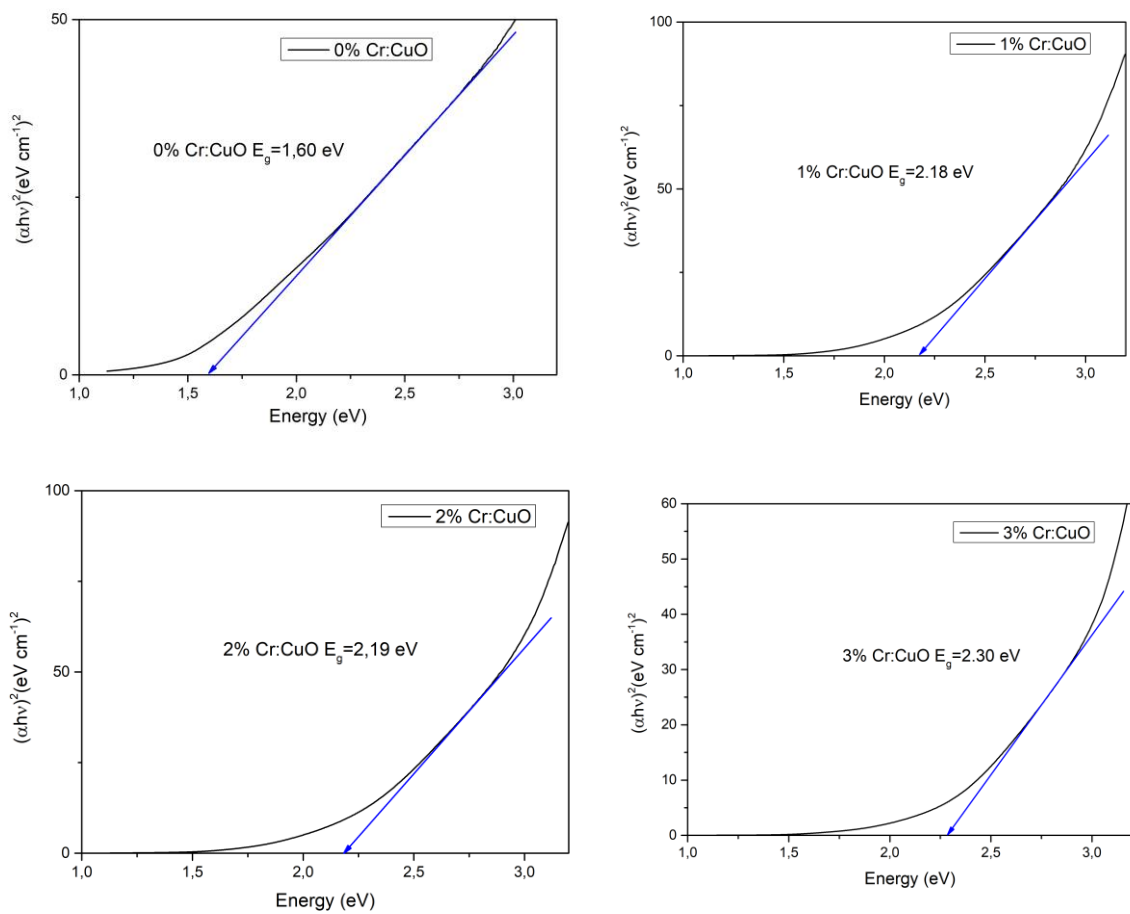 50
0% Cr:CuO
(αhν)²(eV cm⁻¹)²
0% Cr:CuO E_g=1,60 eV
0
1,0 1,5 2,0 2,5 3,0
Energy (eV)
100
1% Cr:CuO
(αhν)²(eV cm⁻¹)²
1% Cr:CuO E_g=2.18 eV
50
0
1,0 1,5 2,0 2,5 3,0
Energy (eV)
100
2% Cr:CuO
(αhν)²(eV cm⁻¹)²
2% Cr:CuO E_g=2,19 eV
50
0
1,0 1,5 2,0 2,5 3,0
Energy (eV)
60
3% Cr:CuO
50
40
(αhν)²(eV cm⁻¹)²
3% Cr:CuO E_g=2.30 eV
30
20
10
0
1,0 1,5 2,0 2,5 3,0
Energy (eV)